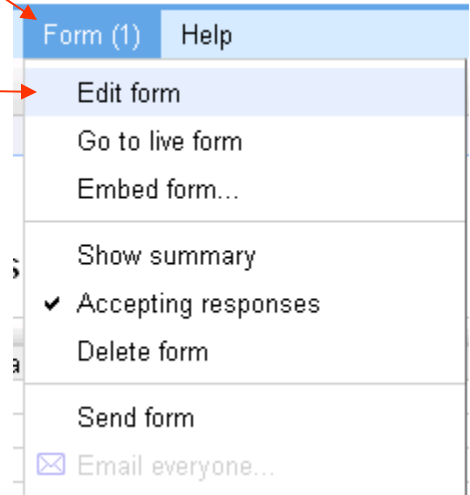 Form (1) Help
Edit form
Go to live form
Embed form...
Show summary
Accepting responses
Delete form
Send form
Email everyone...